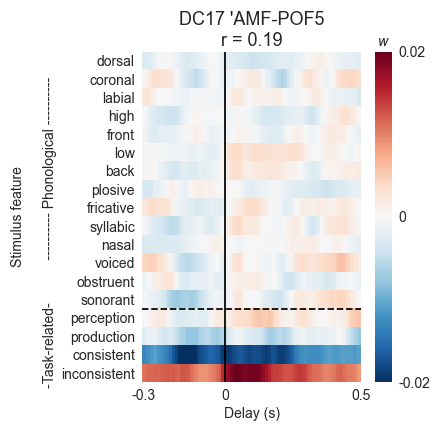 DC17 'AMF-POF5
r = 0.19
w
dorsal
coronal
labial
high
front
low
back
plosive
fricative
syllabic
nasal
voiced
obstruent
sonorant
perception
production
consistent
inconsistent
Stimulus feature
-Task-related- ---------- Phonological ----------
0.02
0
-0.02
-0.3
0
0.5
Delay (s)